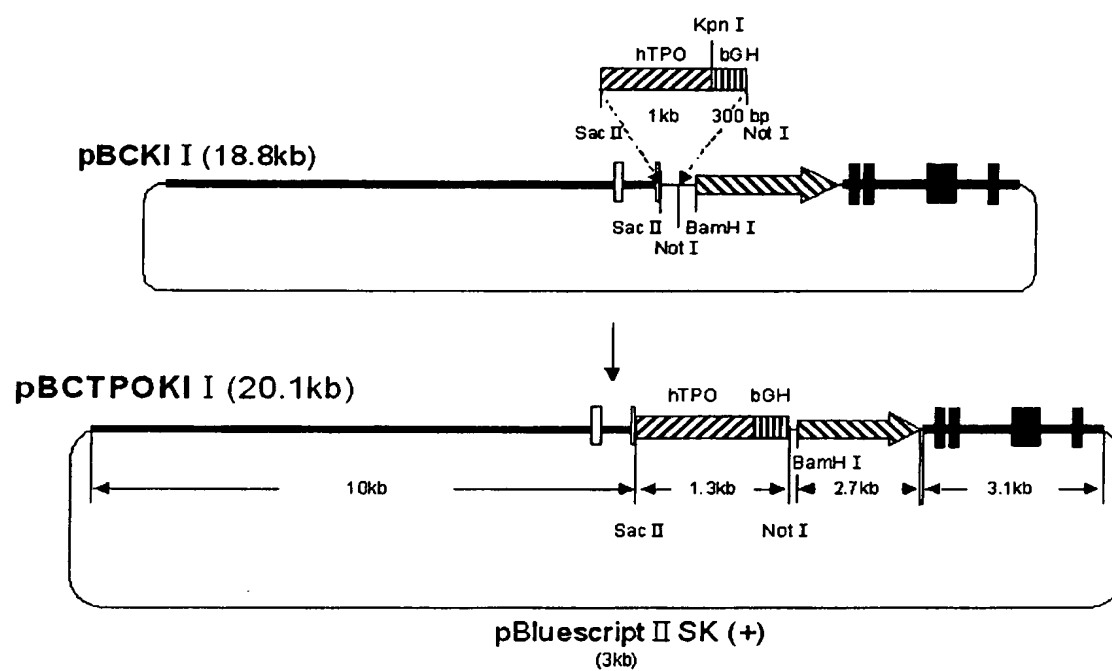 Kpn I
hTPO bGH
1kb 300 bp
Sac II Not I
pBCKI I (18.8kb)
Sac II BamH I
Not I
pBCTPOKI I (20.1kb)
hTPO bGH
BamH I
10kb 1.3kb 2.7kb 3.1kb
Sac II Not I
pBluescript II SK (+)
(3kb)